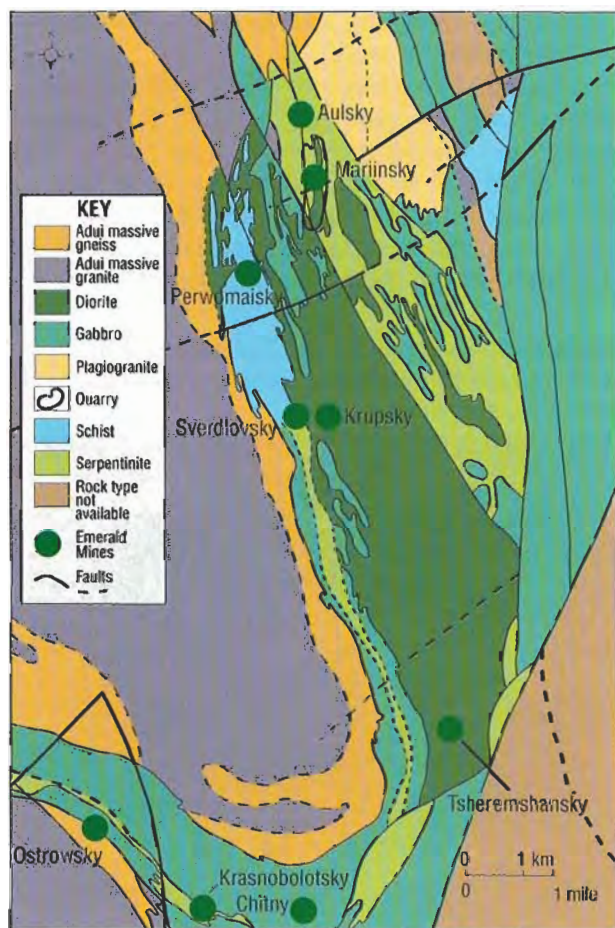 Aulsky
Mariinsky
KEY
Adui massive
gneiss
Adui massive
granite
Diorite
Gabbro
Plagiogranite
Quarry
Schist
Serpentinite
Rock type
not
available
Emerald
Mines
Faults
Perwomaisky
Sverdlovsky
Krupsky
Tsheremshansky
Ostrowsky
Krasnobolotsky
Chitny
0 1 km
0 1 mile